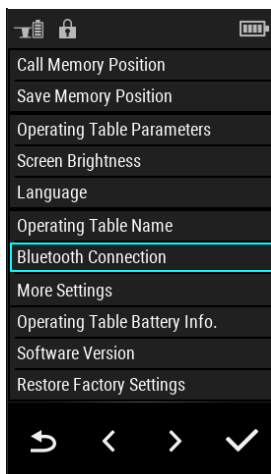 Call Memory Position
Save Memory Position
Operating Table Parameters
Screen Brightness
Language
Operating Table Name
Bluetooth Connection
More Settings
Operating Table Battery Info.
Software Version
Restore Factory Settings